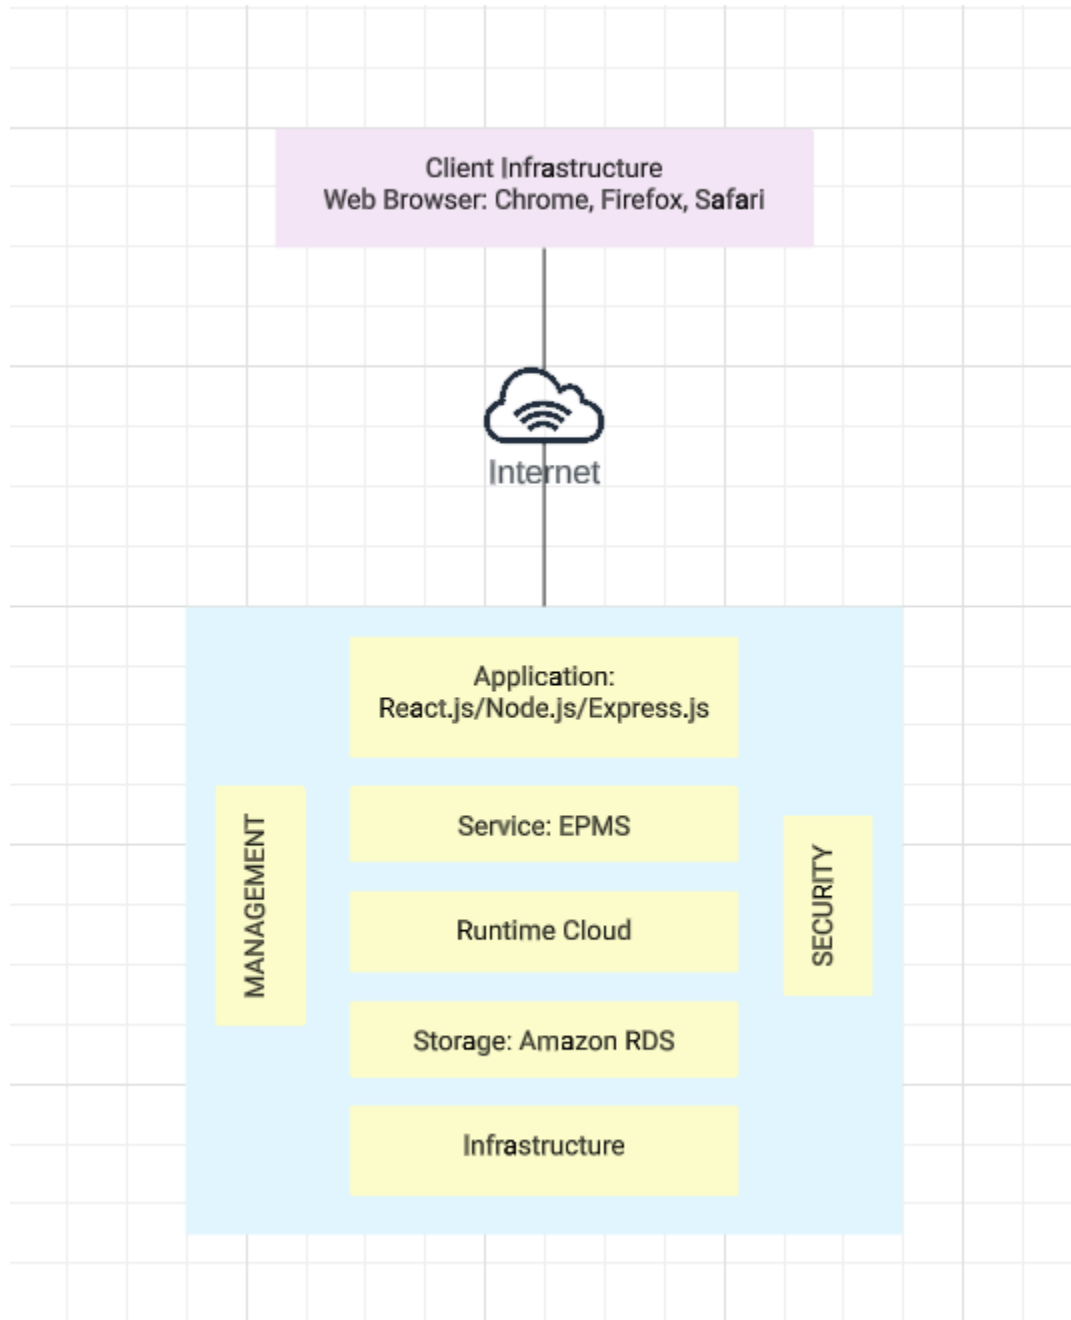 Client Infrastructure
Web Browser: Chrome, Firefox, Safari
Internet
Application:
React.js/Node.js/Express.js
Service: EPMS
MANAGEMENT
SECURITY
Runtime Cloud
Storage: Amazon RDS
Infrastructure